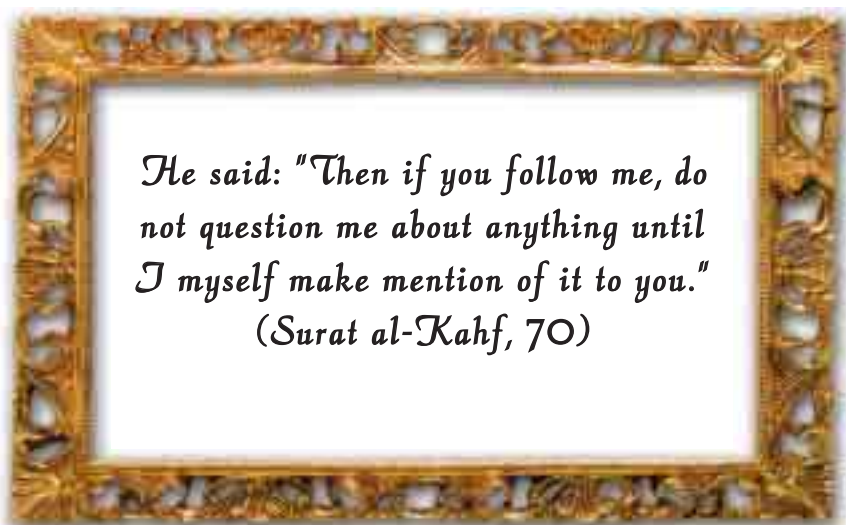 He said: "Then if you follow me, do
not question me about anything until
I myself make mention of it to you."
(Surat al-Kahf, 70)